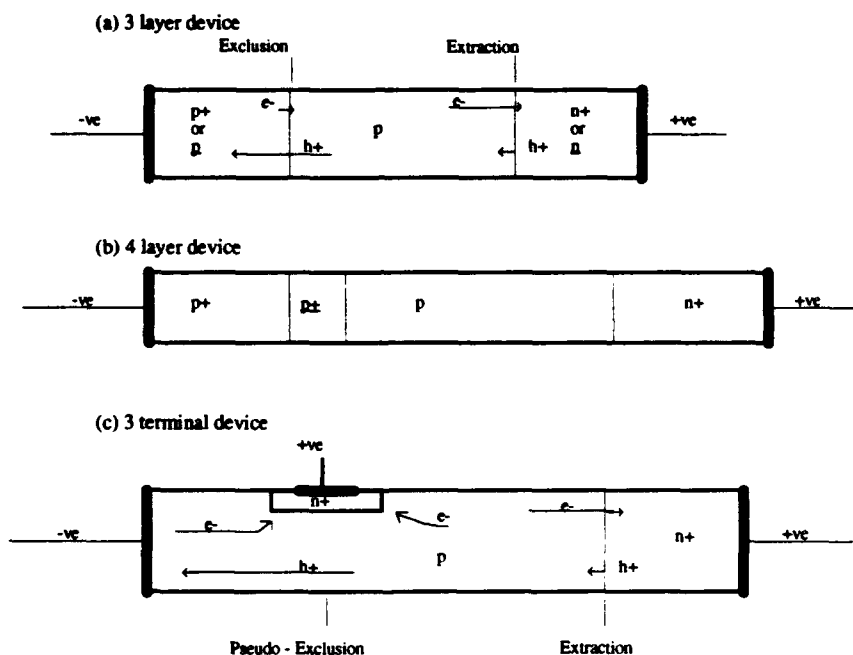 (a) 3 layer device
Exclusion Extraction
-ve p+ or p e- h+ p e- h+ n+ or n +ve
(b) 4 layer device
-ve p+ p+ p n+ +ve
(c) 3 terminal device
+ve
n+
-ve e- e- e- n+ +ve
h+ p h+
Pseudo - Exclusion Extraction